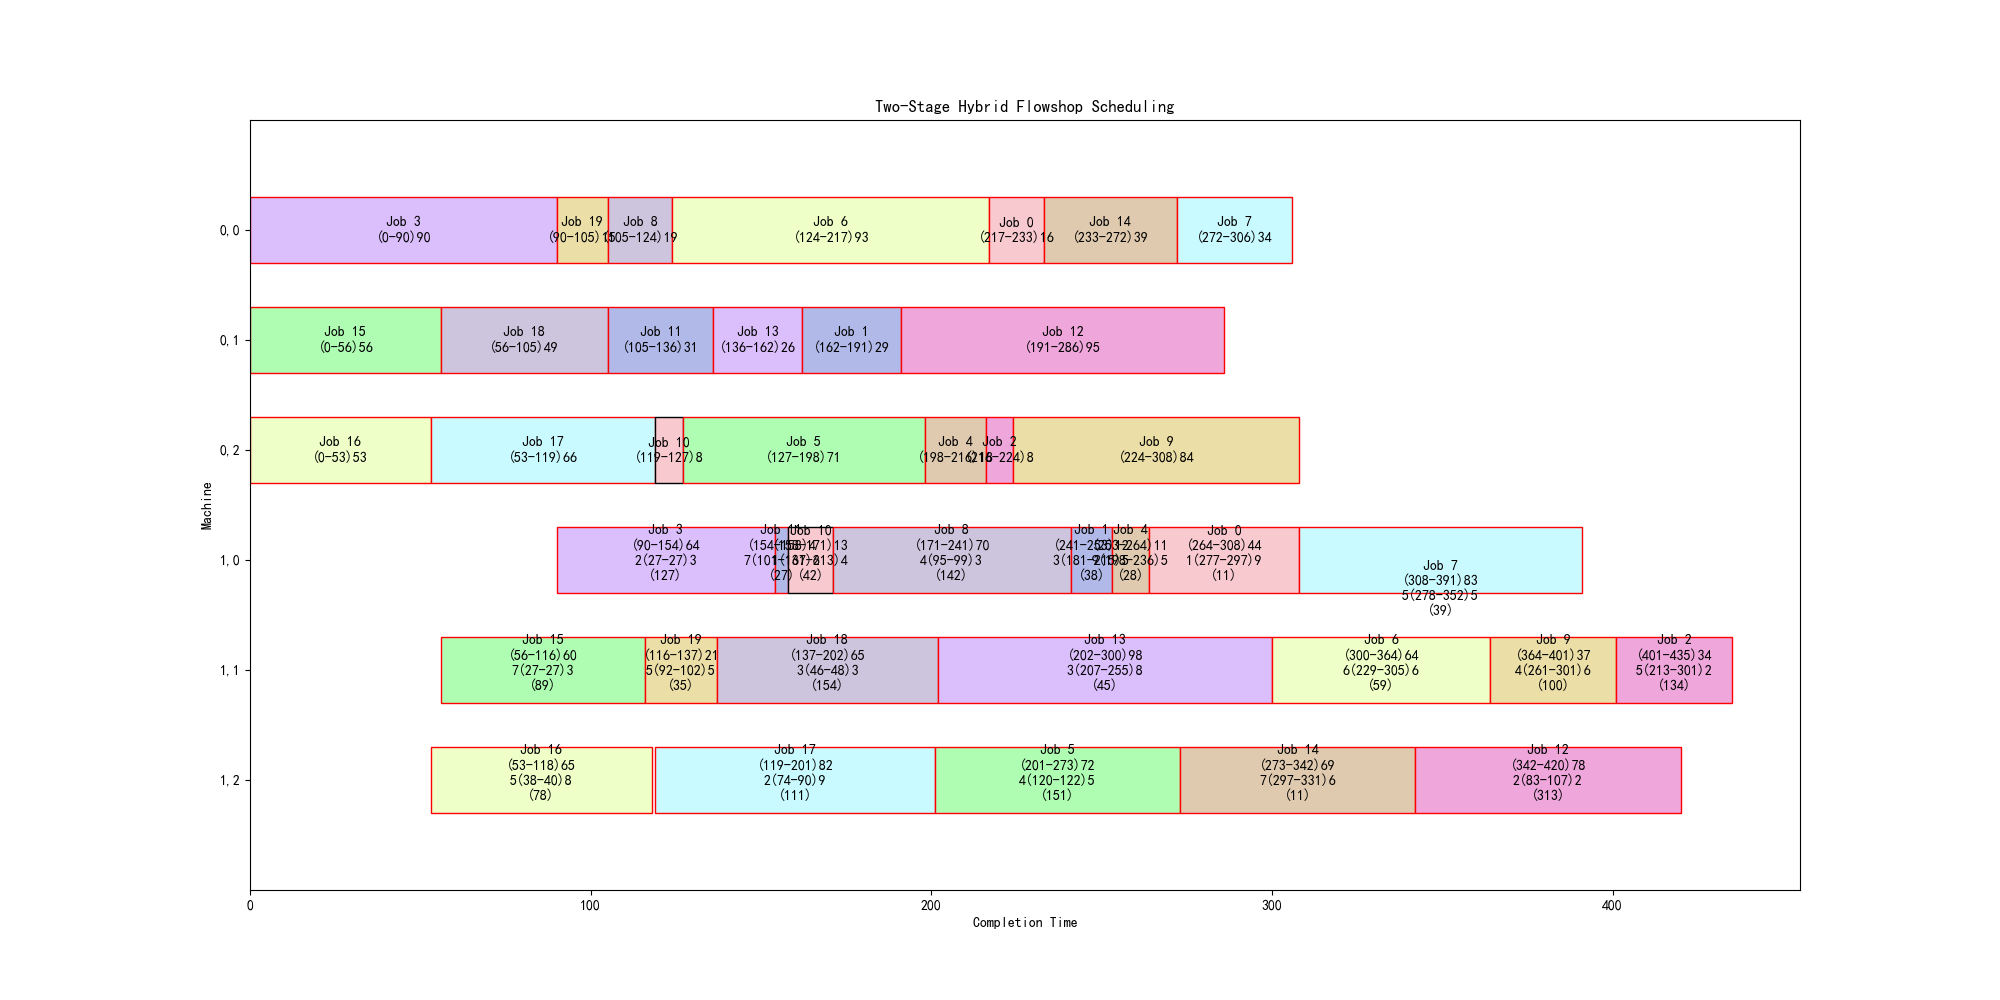 Two-Stage Hybrid Flowshop Scheduling
Machine
0,0
Job 3
(0-90)90
Job 19
(90-105)15
Job 8
(105-124)19
Job 6
(124-217)93
Job 0
(217-233)16
Job 14
(233-272)39
Job 7
(272-306)34
0,1
Job 15
(0-56)56
Job 18
(56-105)49
Job 11
(105-136)31
Job 13
(136-162)26
Job 1
(162-191)29
Job 12
(191-286)95
0,2
Job 16
(0-53)53
Job 17
(53-119)66
Job 10
(119-127)8
Job 5
(127-198)71
Job 4
(198-216)18
Job 2
(216-224)8
Job 9
(224-308)84
1,0
Job 3
(90-154)64
2(27-27)3
(127)
Job 11
(154-158)4
(27)
Job 10
(158-171)13
(42)
Job 8
(171-241)70
4(95-99)3
(142)
Job 1
(241-253)12
(38)
Job 4
(253-264)11
(28)
Job 0
(264-308)44
1(277-297)9
(11)
Job 7
(308-391)83
5(278-352)5
(39)
1,1
Job 15
(56-116)60
7(27-27)3
(89)
Job 19
(116-137)21
5(92-102)5
(35)
Job 18
(137-202)65
3(46-48)3
(154)
Job 13
(202-300)98
3(207-255)8
(45)
Job 6
(300-364)64
6(229-305)6
(59)
Job 9
(364-401)37
4(261-301)6
(100)
Job 2
(401-435)34
5(213-301)2
(134)
1,2
Job 16
(53-118)65
5(38-40)8
(78)
Job 17
(119-201)82
2(74-90)9
(111)
Job 5
(201-273)72
4(120-122)5
(151)
Job 14
(273-342)69
7(297-331)6
(11)
Job 12
(342-420)78
2(83-107)2
(313)
0
100
200
300
400
Completion Time